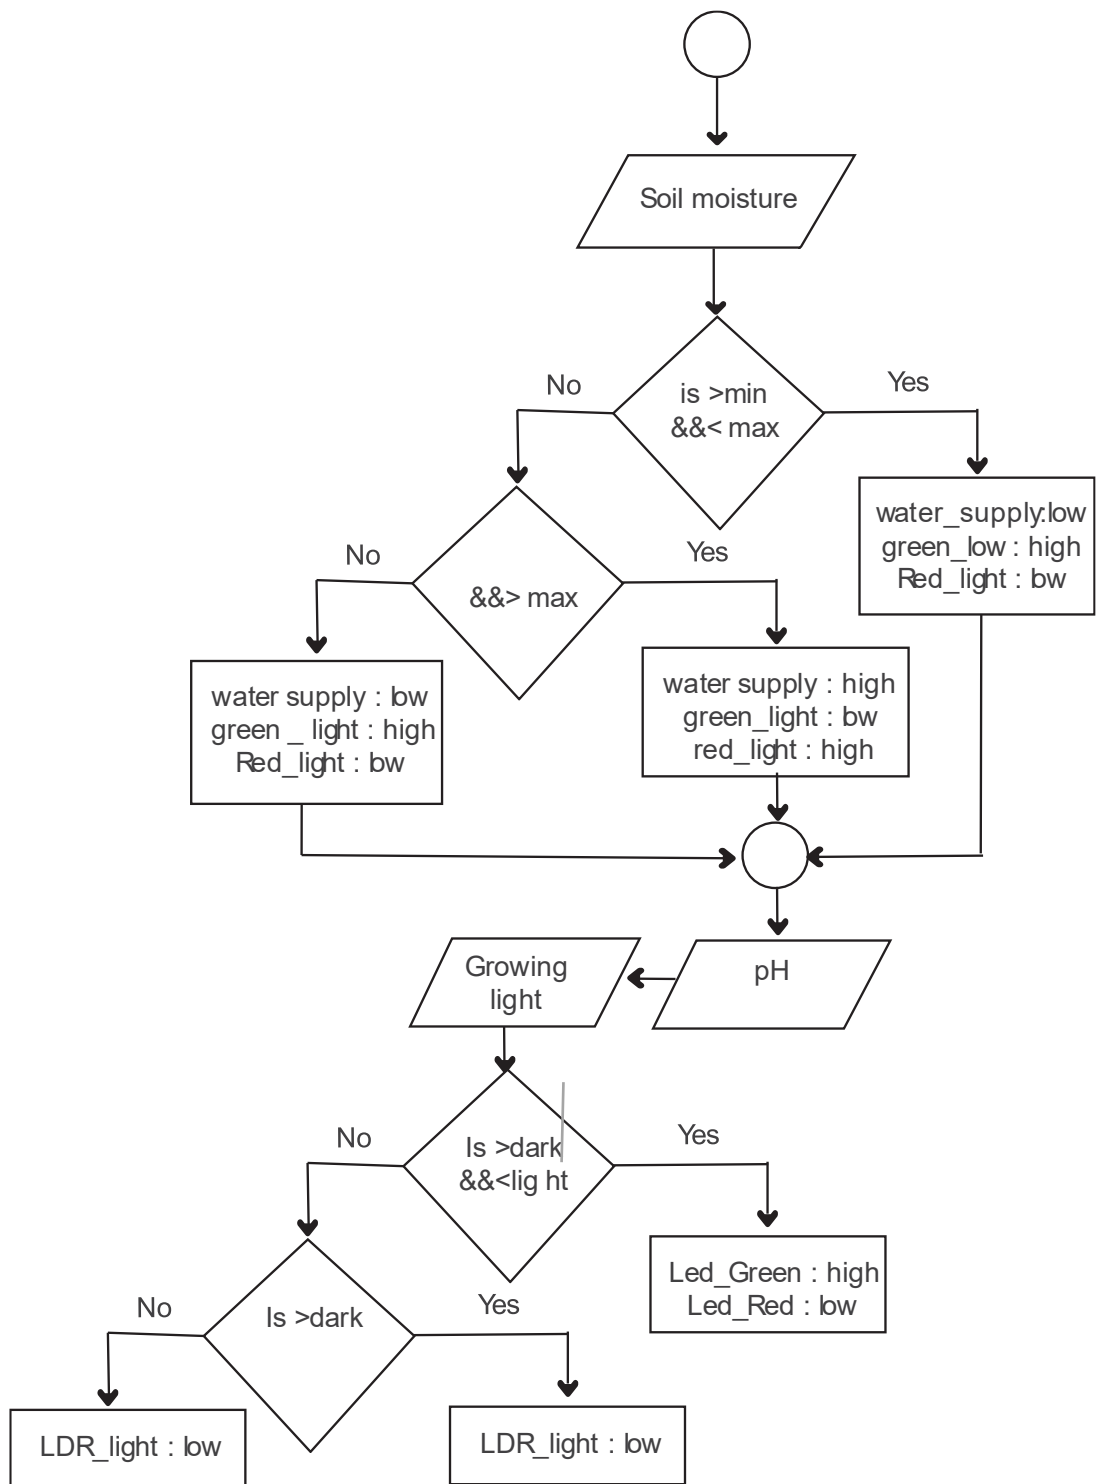 Soil moisture
is >min
&&< max
No
Yes
water_supply:low
green_low : high
Red_light : low
&&> max
No
Yes
water supply : low
green _ light : high
Red_light : low
water supply : high
green_light : low
red_light : high
pH
Growing
light
Is >dark
&&<lig ht
No
Yes
Led_Green : high
Led_Red : low
Is >dark
No
Yes
LDR_light : low
LDR_light : low